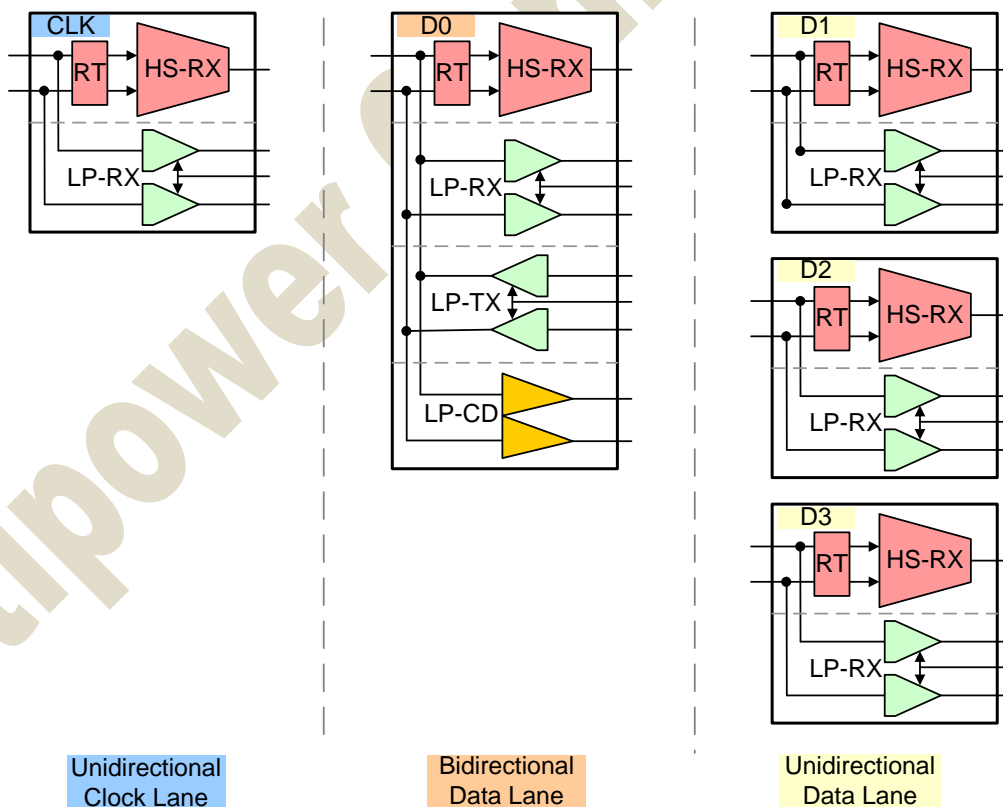 CLK
RT
HS-RX
LP-RX
D0
RT
HS-RX
LP-RX
LP-TX
LP-CD
D1
RT
HS-RX
LP-RX
D2
RT
HS-RX
LP-RX
D3
RT
HS-RX
LP-RX
Unidirectional
Clock Lane
Bidirectional
Data Lane
Unidirectional
Data Lane